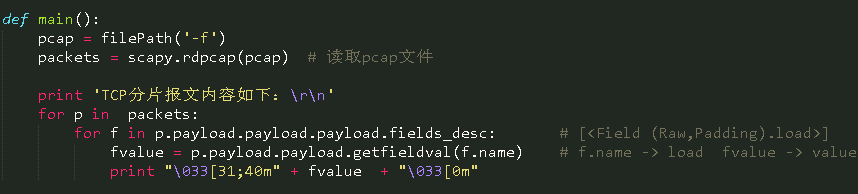 def main():
    pcap = filePath('-f')
    packets = scapy.rdpcap(pcap)  # 读取pcap文件
    print 'TCP分片报文内容如下：\r\n'
    for p in  packets:
        for f in p.payload.payload.payload.fields_desc:        # [<Field (Raw,Padding).load>]
            fvalue = p.payload.payload.getfieldval(f.name)    # f.name -> load  fvalue -> value
            print "\033[31;40m" + fvalue  + "\033[0m"